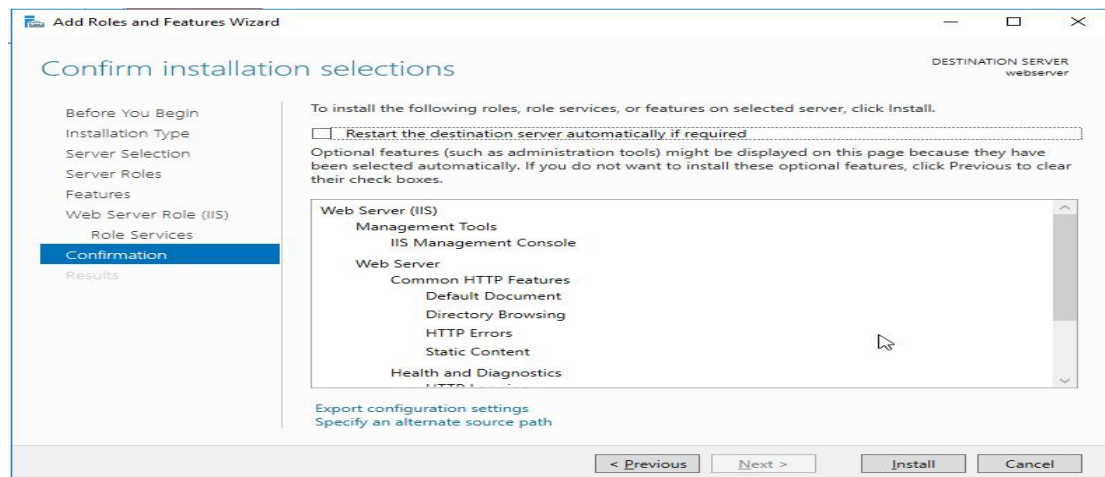 Add Roles and Features Wizard
Confirm installation selections
DESTINATION SERVER
webserver
Before You Begin
Installation Type
Server Selection
Server Roles
Features
Web Server Role (IIS)
Role Services
Confirmation
Results
To install the following roles, role services, or features on selected server, click Install.
Restart the destination server automatically if required
Optional features (such as administration tools) might be displayed on this page because they have
been selected automatically. If you do not want to install these optional features, click Previous to clear
their check boxes.
Web Server (IIS)
Management Tools
IIS Management Console
Web Server
Common HTTP Features
Default Document
Directory Browsing
HTTP Errors
Static Content
Health and Diagnostics
Export configuration settings
Specify an alternate source path
< Previous
Next >
Install
Cancel